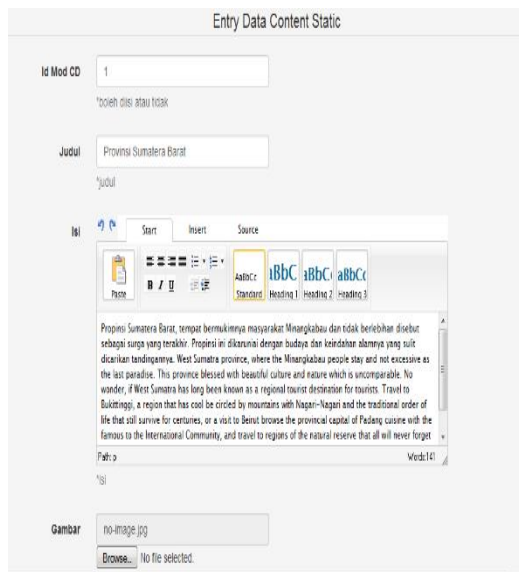 Entry Data Content Static
Id Mod CD
1
*boleh diisi atau tidak
Judul
Provinsi Sumatera Barat
*judul
Isi
Start Insert Source
Paste
B I U
AaBbCc aBbC aBbC aBbCc
Standard Heading 1 Heading 2 Heading 3
Propinsi Sumatera Barat, tempat bermukimnya masyarakat Minangkabau dan tidak berlebihan disebut
sebagai surga yang terakhir. Propinsi ini dikaruniai dengan budaya dan keindahan alamnya yang sulit
dicarikan tandingannya. West Sumatra province, where the Minangkabau people stay and not excessive as
the last paradise. This province blessed with beautiful culture and nature which is uncomparable. No
wonder, if West Sumatra has long been known as a regional tourist destination for tourists. Travel to
Bukittinggi, a region that has cool be circled by mountains with Nagari-Nagari and the traditional order of
life that still survive for centuries, or a visit to Beirut browse the provincial capital of Padang cuisine with the
famous to the International Community, and travel to regions of the natural reserve that all will never forget
Path: p Words:141
*isi
Gambar
no-image.jpg
Browse... No file selected.